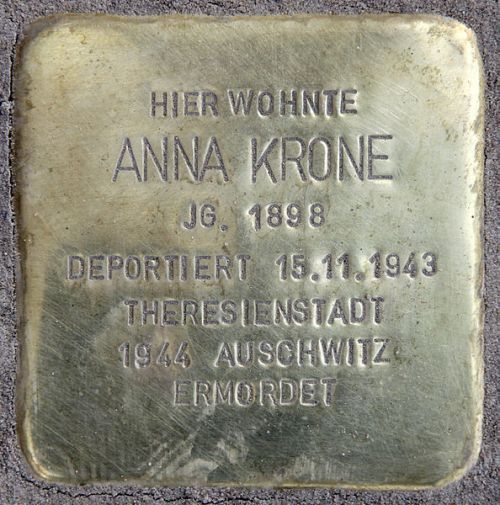 HIER WOHNTE
ANNA KRONE
JG. 1898
DEPORTIERT 15.11.1943
THERESIENSTADT
1944 AUSCHWITZ
ERMORDET